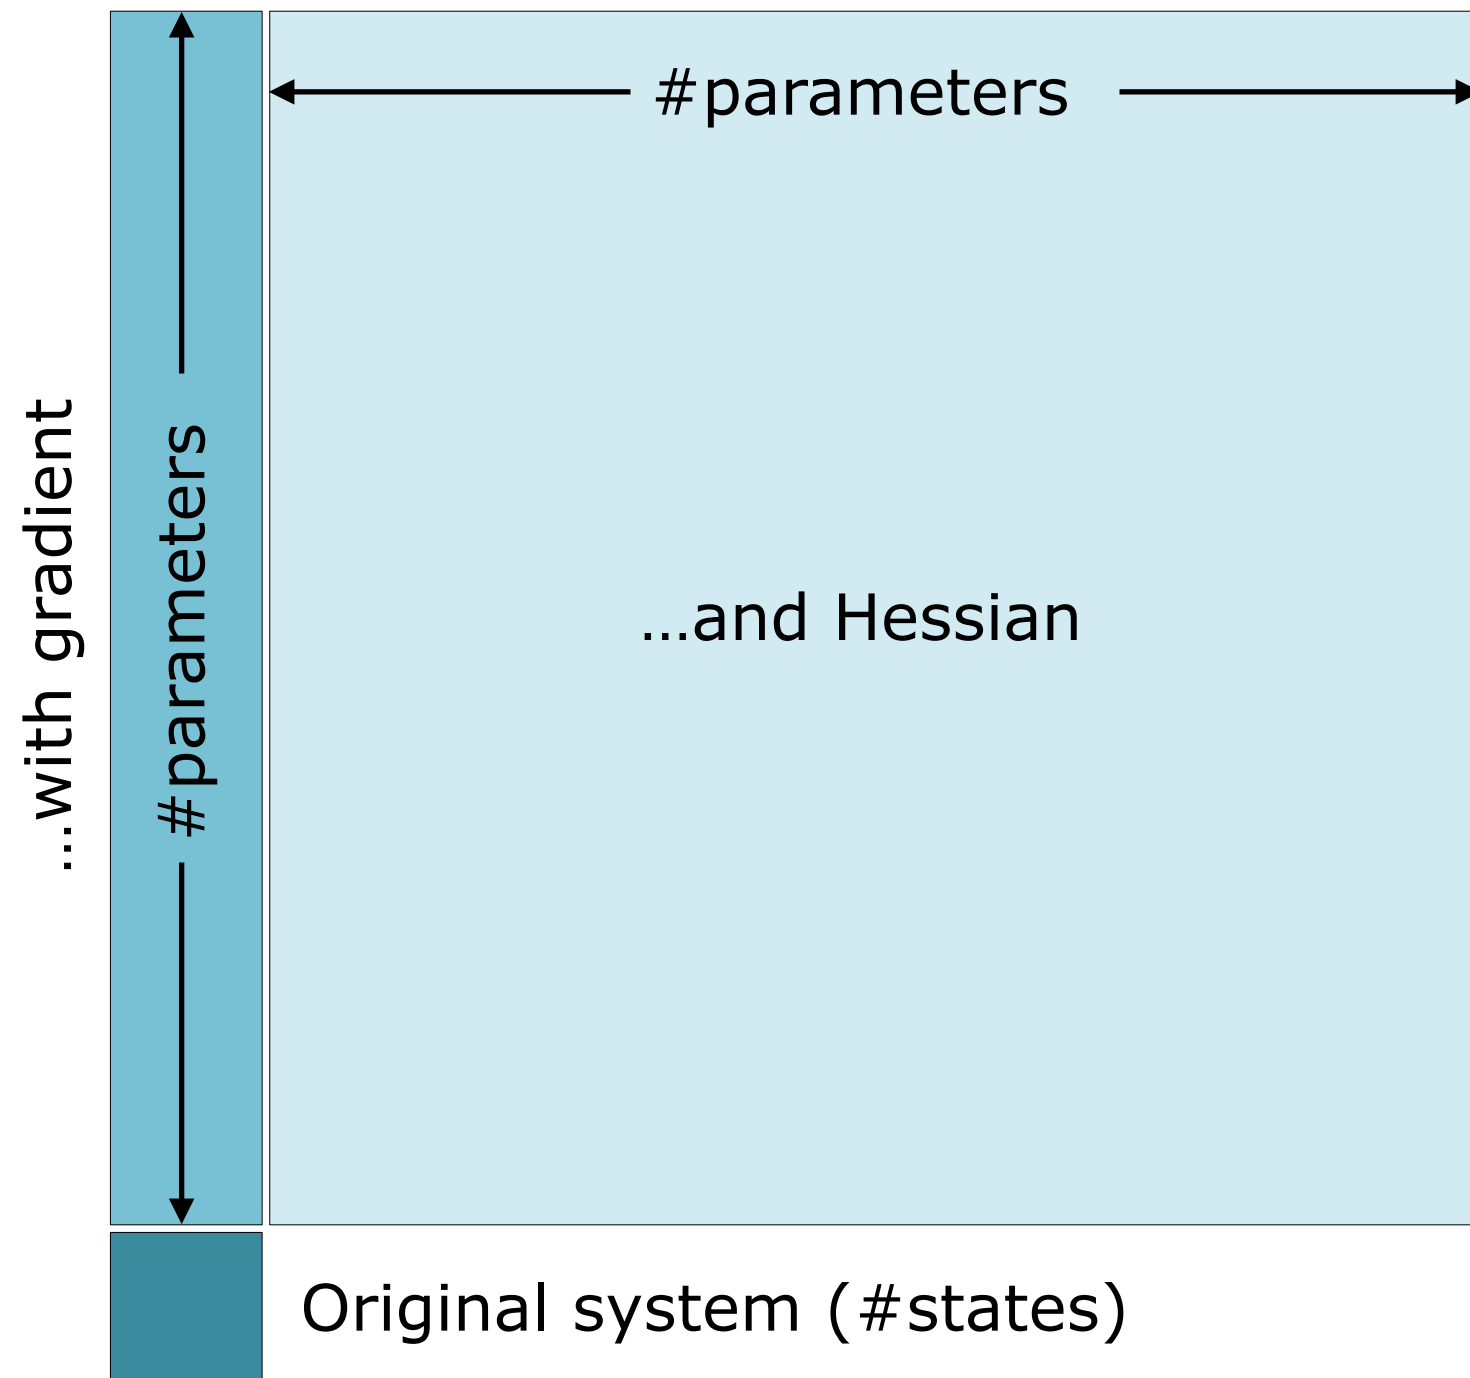 #parameters
…with gradient
#parameters
…and Hessian
Original system (#states)